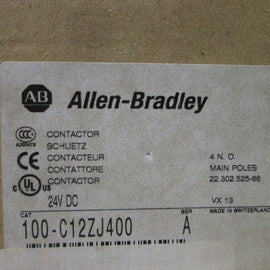 AB Allen-Bradley
CONTACTOR
SCHUETZ
CONTACTEUR
CONTATTORE
CONTACTOR
24V DC
4 N. O.
MAIN POLES
22.302.525-66
VX 13
CAT
SER
MADE IN SWITZERLAND
100-C12ZJ400 A